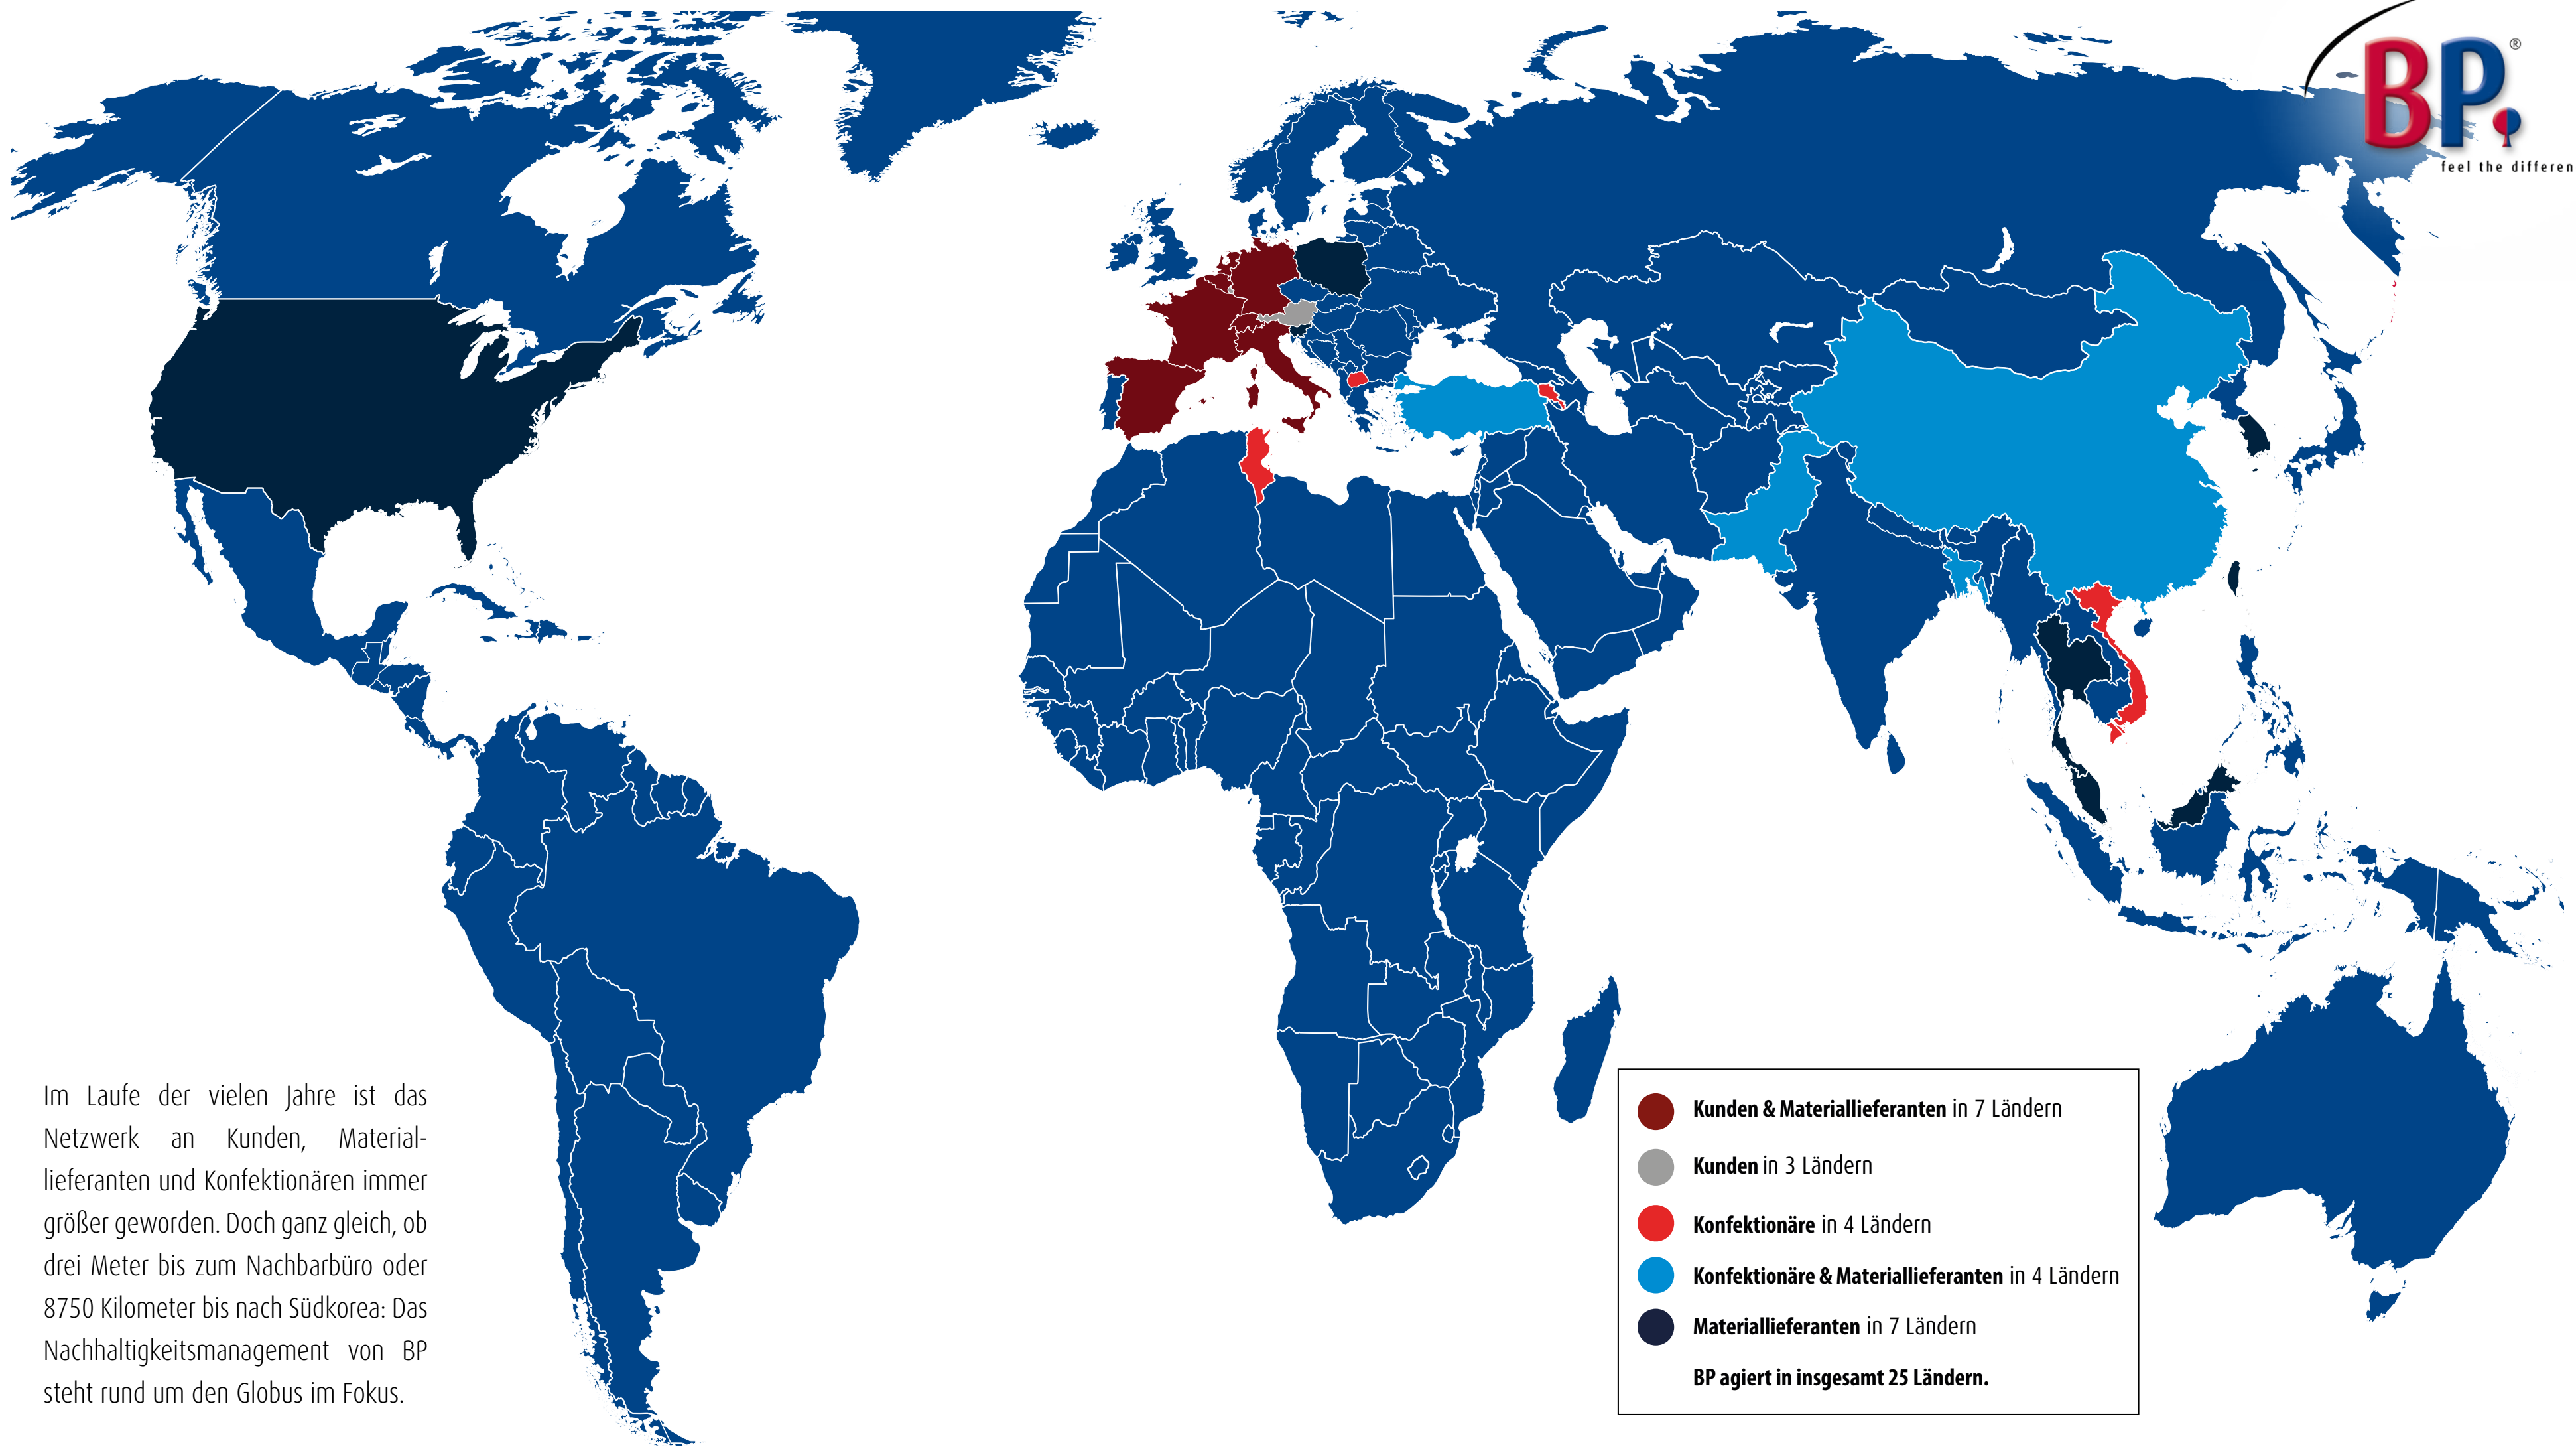 BP®
feel the differen
Im Laufe der vielen Jahre ist das
Netzwerk an Kunden, Material-
lieferanten und Konfektionären immer
größer geworden. Doch ganz gleich, ob
drei Meter bis zum Nachbarbüro oder
8750 Kilometer bis nach Südkorea: Das
Nachhaltigkeitsmanagement von BP
steht rund um den Globus im Fokus.
Kunden & Materiallieferanten in 7 Ländern
Kunden in 3 Ländern
Konfektionäre in 4 Ländern
Konfektionäre & Materiallieferanten in 4 Ländern
Materiallieferanten in 7 Ländern
BP agiert in insgesamt 25 Ländern.